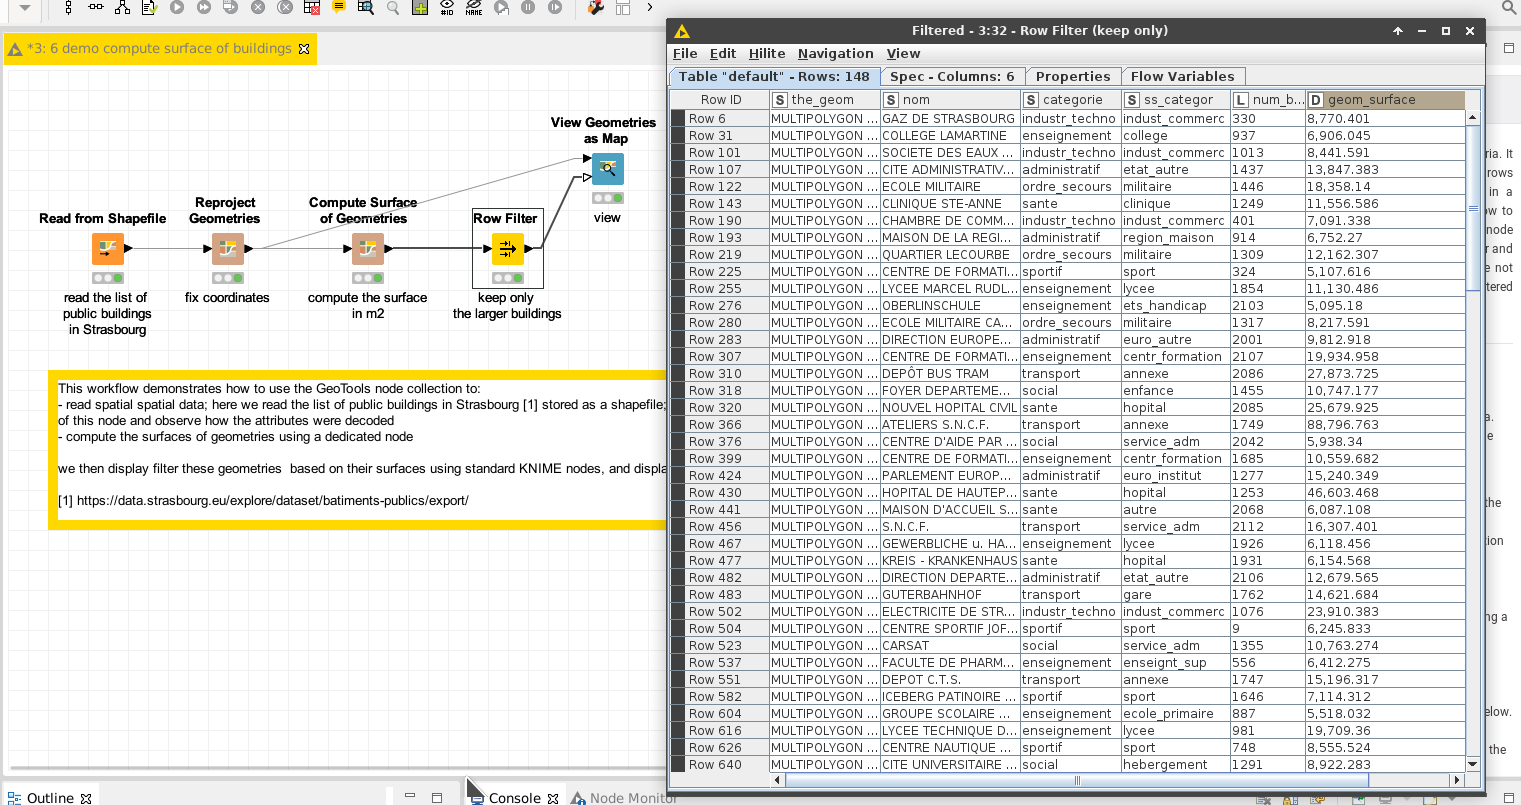 #ID
NAME
*3: 6 demo compute surface of buildings
View Geometries
as Map
view
Read from Shapefile
read the list of
public buildings
in Strasbourg
Reproject
Geometries
fix coordinates
Compute Surface
of Geometries
compute the surface
in m2
Row Filter
keep only
the larger buildings
This workflow demonstrates how to use the GeoTools node collection to:
- read spatial spatial data; here we read the list of public buildings in Strasbourg [1] stored as a shapefile;
of this node and observe how the attributes were decoded
- compute the surfaces of geometries using a dedicated node
we then display filter these geometries  based on their surfaces using standard KNIME nodes, and displa
[1] https://data.strasbourg.eu/explore/dataset/batiments-publics/export/
Outline
Console
Node Monitor
Filtered - 3:32 - Row Filter (keep only)
File Edit Hilite Navigation View
Table "default" - Rows: 148 Spec - Columns: 6 Properties Flow Variables
Row ID S the_geom S nom S categorie S ss_categor L num_b... D geom_surface
Row 6 MULTIPOLYGON ... GAZ DE STRASBOURG industr_techno indust_commerc 330 8,770.401
Row 31 MULTIPOLYGON ... COLLEGE LAMARTINE enseignement college 937 6,906.045
Row 101 MULTIPOLYGON ... SOCIETE DES EAUX ... industr_techno indust_commerc 1013 8,441.591
Row 107 MULTIPOLYGON ... CITE ADMINISTRATIV... administratif etat_autre 1437 13,847.383
Row 122 MULTIPOLYGON ... ECOLE MILITAIRE ordre_secours militaire 1446 18,358.14
Row 143 MULTIPOLYGON ... CLINIQUE STE-ANNE sante clinique 1249 11,556.586
Row 190 MULTIPOLYGON ... CHAMBRE DE COMM... industr_techno indust_commerc 401 7,091.338
Row 193 MULTIPOLYGON ... MAISON DE LA REGI... administratif region_maison 914 6,752.27
Row 219 MULTIPOLYGON ... QUARTIER LECOURBE ordre_secours militaire 1309 12,162.307
Row 225 MULTIPOLYGON ... CENTRE DE FORMATI... sportif sport 324 5,107.616
Row 255 MULTIPOLYGON ... LYCEE MARCEL RUDL... enseignement lycee 1854 11,130.486
Row 276 MULTIPOLYGON ... OBERLINSCHULE enseignement ets_handicap 2103 5,095.18
Row 280 MULTIPOLYGON ... ECOLE MILITAIRE CA... ordre_secours militaire 1317 8,217.591
Row 283 MULTIPOLYGON ... DIRECTION EUROPE... administratif euro_autre 2001 9,812.918
Row 307 MULTIPOLYGON ... CENTRE DE FORMATI... enseignement centr_formation 2107 19,934.958
Row 310 MULTIPOLYGON ... DEPÔT BUS TRAM transport annexe 2086 27,873.725
Row 318 MULTIPOLYGON ... FOYER DEPARTEME... social enfance 1455 10,747.177
Row 320 MULTIPOLYGON ... NOUVEL HOPITAL CIVIL sante hopital 2085 25,679.925
Row 366 MULTIPOLYGON ... ATELIERS S.N.C.F. transport annexe 1749 88,796.763
Row 376 MULTIPOLYGON ... CENTRE D'AIDE PAR ... social service_adm 2042 5,938.34
Row 399 MULTIPOLYGON ... CENTRE DE FORMATI... enseignement centr_formation 1685 10,559.682
Row 424 MULTIPOLYGON ... PARLEMENT EUROP... administratif euro_institut 1277 15,240.349
Row 430 MULTIPOLYGON ... HOPITAL DE HAUTEP... sante hopital 1253 46,603.468
Row 441 MULTIPOLYGON ... MAISON D'ACCUEIL S... sante autre 2068 6,087.108
Row 456 MULTIPOLYGON ... S.N.C.F. transport service_adm 2112 16,307.401
Row 467 MULTIPOLYGON ... GEWERBLICHE u. HA... enseignement lycee 1926 6,118.456
Row 477 MULTIPOLYGON ... KREIS - KRANKENHAUS sante hopital 1931 6,154.568
Row 482 MULTIPOLYGON ... DIRECTION DEPARTE... administratif etat_autre 2106 12,679.565
Row 483 MULTIPOLYGON ... GUTERBAHNHOF transport gare 1762 14,621.684
Row 502 MULTIPOLYGON ... ELECTRICITE DE STR... industr_techno indust_commerc 1076 23,910.383
Row 504 MULTIPOLYGON ... CENTRE SPORTIF JOF... sportif sport 9 6,245.833
Row 523 MULTIPOLYGON ... CARSAT social service_adm 1355 10,763.274
Row 537 MULTIPOLYGON ... FACULTE DE PHARM... enseignement enseignt_sup 556 6,412.275
Row 551 MULTIPOLYGON ... DEPOT C.T.S. transport annexe 1747 15,196.317
Row 582 MULTIPOLYGON ... ICEBERG PATINOIRE ... sportif sport 1646 7,114.312
Row 604 MULTIPOLYGON ... GROUPE SCOLAIRE ... enseignement ecole_primaire 887 5,518.032
Row 616 MULTIPOLYGON ... LYCEE TECHNIQUE D... enseignement lycee 981 19,709.36
Row 626 MULTIPOLYGON ... CENTRE NAUTIQUE ... sportif sport 748 8,555.524
Row 640 MULTIPOLYGON ... CITE UNIVERSITAIRE ... social hebergement 1291 8,922.283
ria. It
rows
in a
ow to
node
r and
e not
tered
a.
e
the
tion
ng a
elow.
the